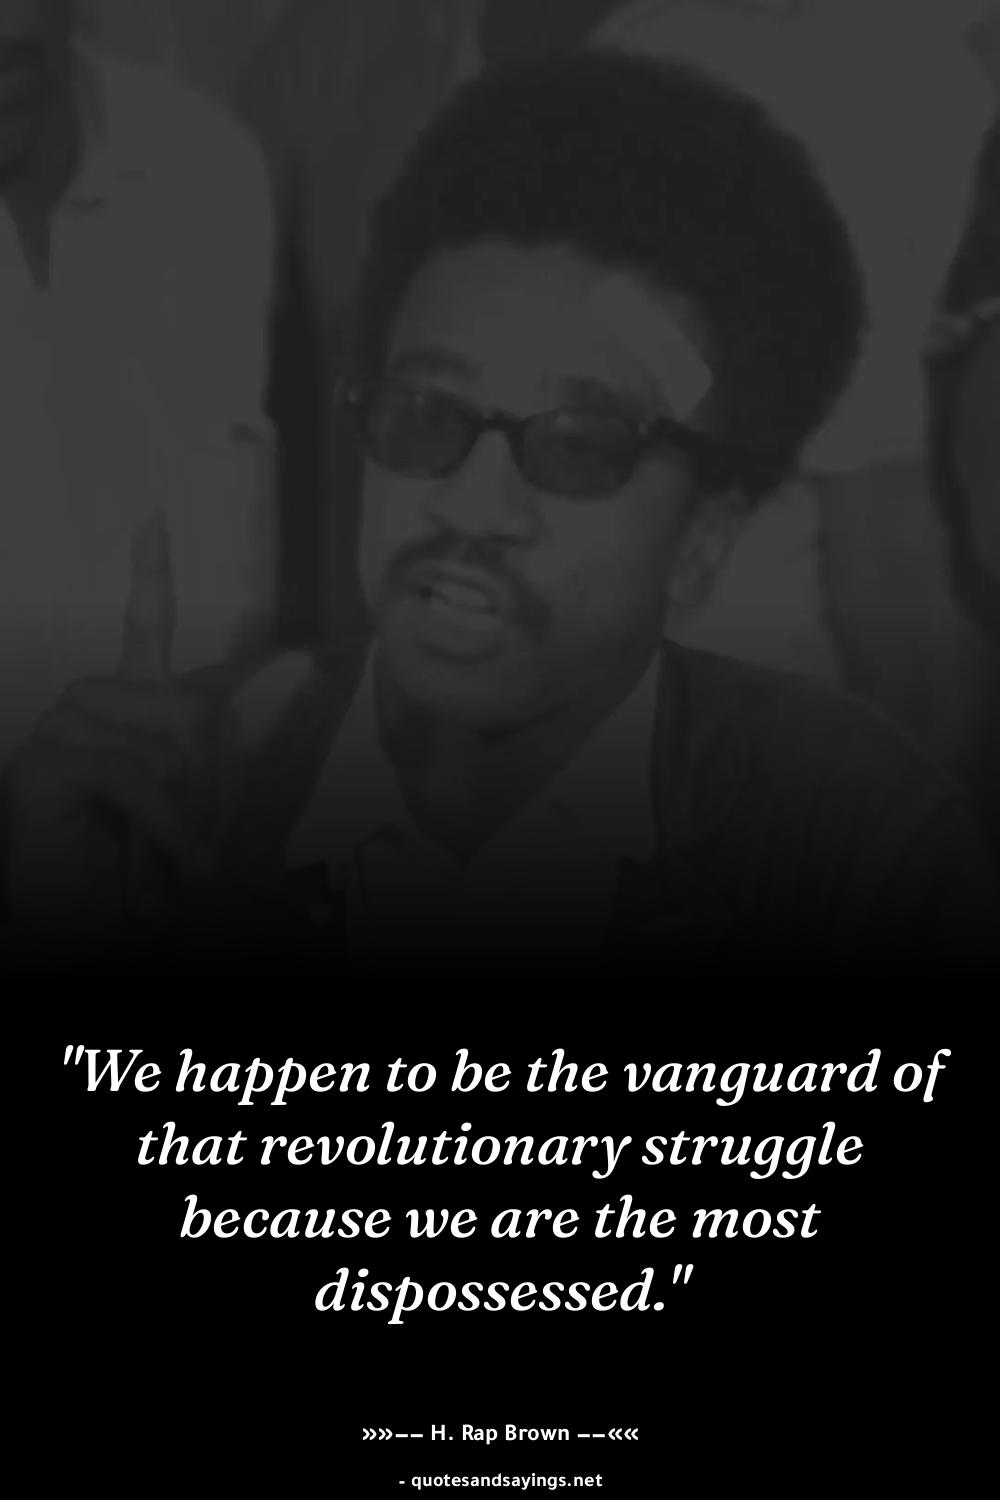 "We happen to be the vanguard of
that revolutionary struggle
because we are the most
dispossessed."
»»−− H. Rap Brown −−««
- quotesandsayings.net